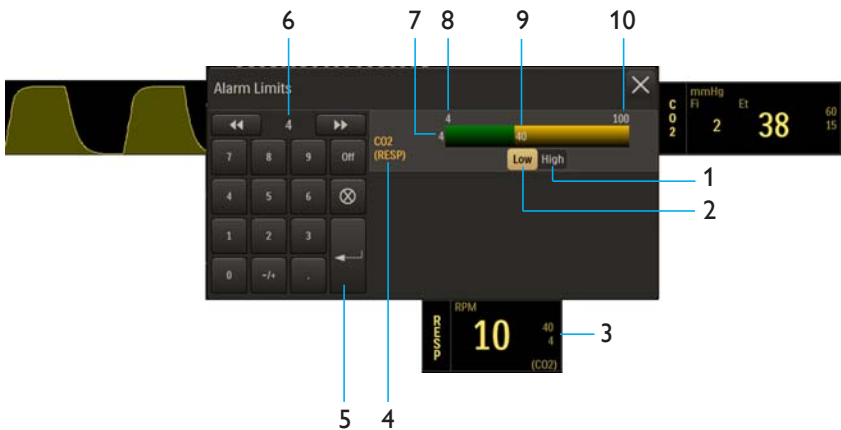 6
7 8 9 10
Alarm Limits
4
4 100
4 40
CO2
(RESP)
Low High
7 8 9 Off
4 5 6
1 2 3
0 -/+ .
CO2
mmHg
Fi Et
2 38
60
15
1
2
RESP
RPM
10
40
4
(CO2)
3
5 4